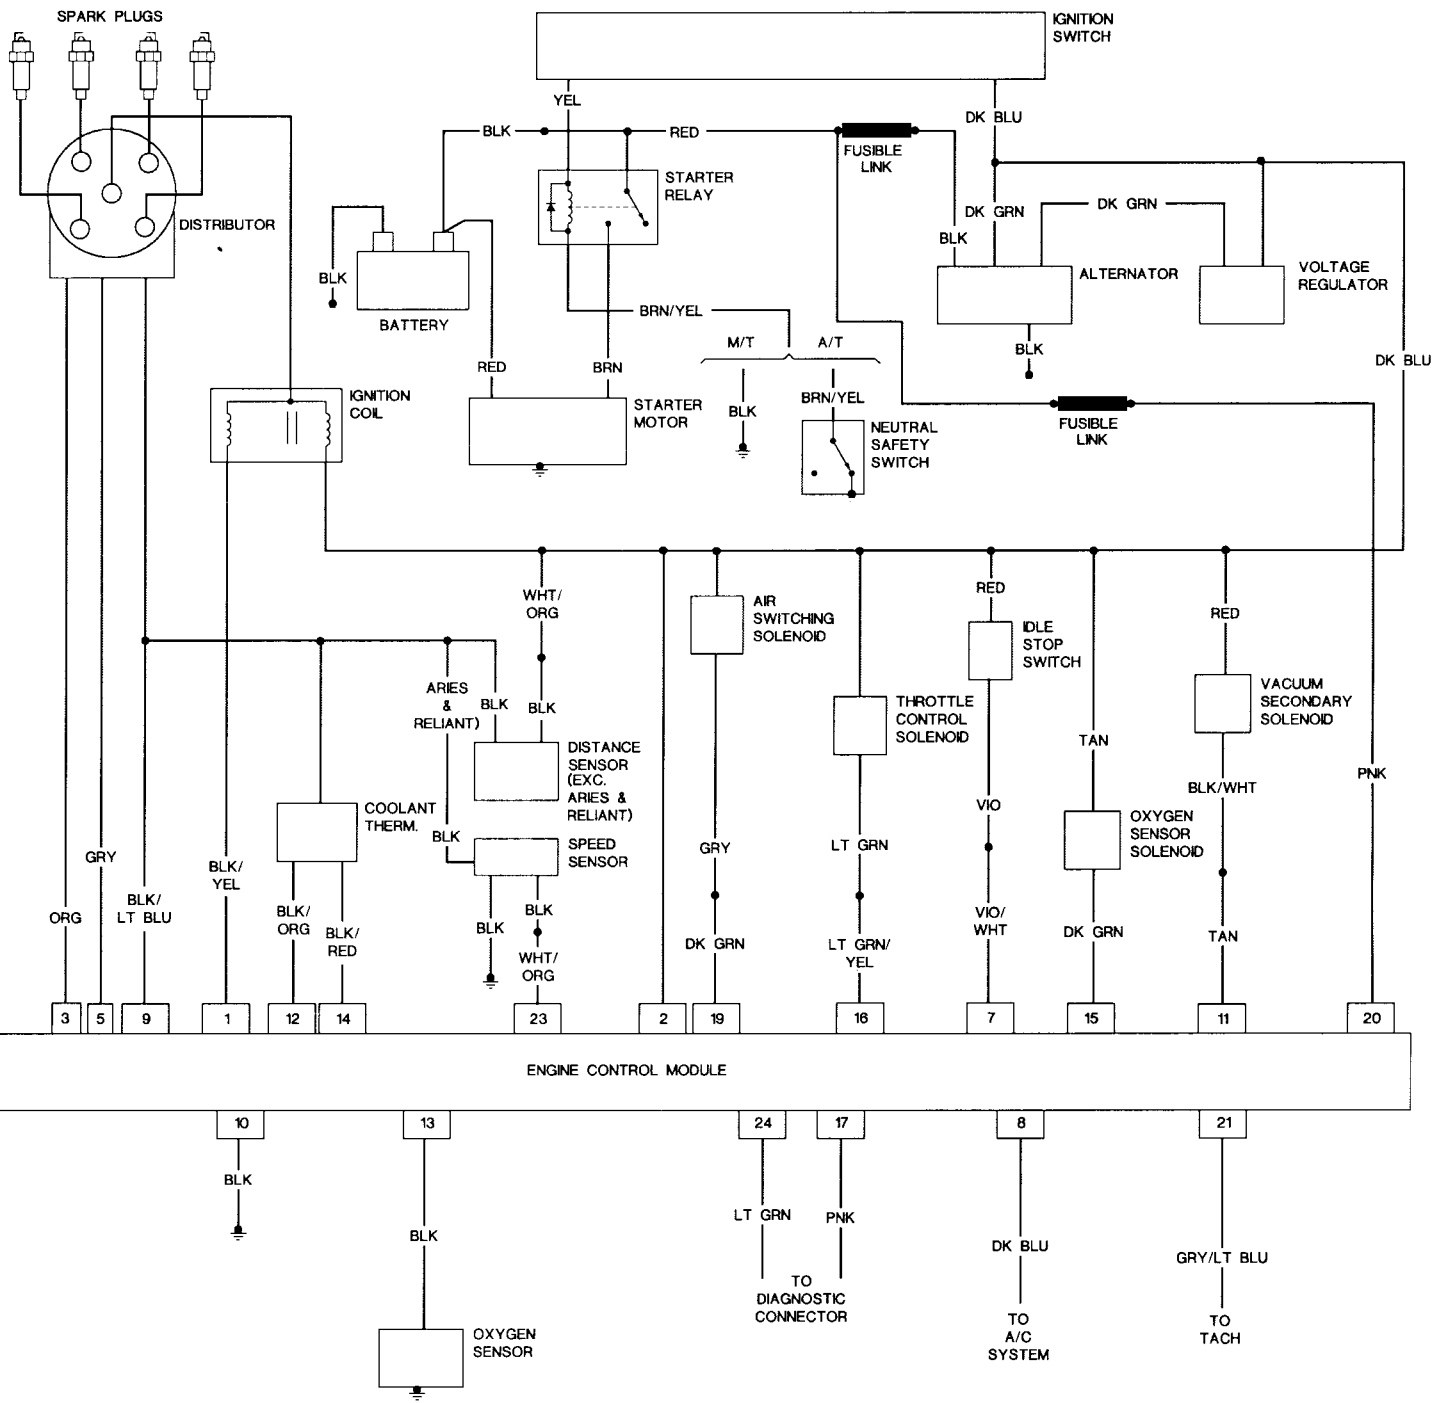 SPARK PLUGS
IGNITION
SWITCH
YEL
DK BLU
BLK
RED
FUSIBLE
LINK
STARTER
RELAY
DISTRIBUTOR
DK GRN
DK GRN
BLK
BLK
ALTERNATOR
VOLTAGE
REGULATOR
BATTERY
BRN/YEL
M/T
A/T
BLK
DK BLU
RED
BRN
IGNITION
COIL
STARTER
MOTOR
BLK
BRN/YEL
NEUTRAL
SAFETY
SWITCH
FUSIBLE
LINK
WHT/
ORG
AIR
SWITCHING
SOLENOID
RED
IDLE
STOP
SWITCH
RED
ARIES
&
RELIANT)
BLK
BLK
THROTTLE
CONTROL
SOLENOID
VACUUM
SECONDARY
SOLENOID
DISTANCE
SENSOR
(EXC.
ARIES &
RELIANT)
TAN
PNK
BLK/WHT
COOLANT
THERM.
VIO
OXYGEN
SENSOR
SOLENOID
BLK
SPEED
SENSOR
GRY
LT GRN
GRY
BLK/
YEL
BLK/
LT BLU
ORG
BLK/
ORG
BLK/
RED
BLK
BLK
WHT/
ORG
DK GRN
LT GRN/
YEL
VIO/
WHT
DK GRN
TAN
3 5 9 1 12 14 23 2 19 16 7 15 11 20
ENGINE CONTROL MODULE
10 13 24 17 8 21
BLK
BLK
LT GRN
PNK
DK BLU
GRY/LT BLU
TO
DIAGNOSTIC
CONNECTOR
TO
A/C
SYSTEM
TO
TACH
OXYGEN
SENSOR